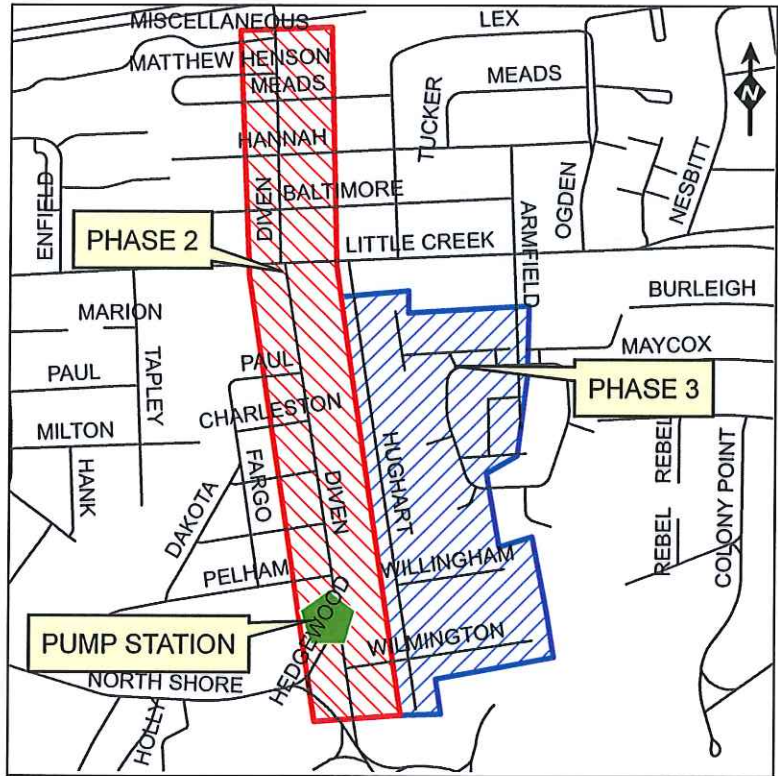 MISCELLANEOUS
LEX
MATTHEW HENSON
MEADS
MEADS
TUCKER
HANNAH
N
NESBITT
OGDEN
ENFIELD
DIVEN
BALTIMORE
ARMFIELD
PHASE 2
LITTLE CREEK
BURLEIGH
MARION
MAYCOX
PAUL
PAUL
TAPLEY
PHASE 3
CHARLESTON
MILTON
HANK
FARGO
DIVEN
HUGHART
REBEL
COLONY POINT
DAKOTA
REBEL
PELHAM
WILLINGHAM
HEDGEWOOD
PUMP STATION
WILMINGTON
NORTH SHORE
HOLLY